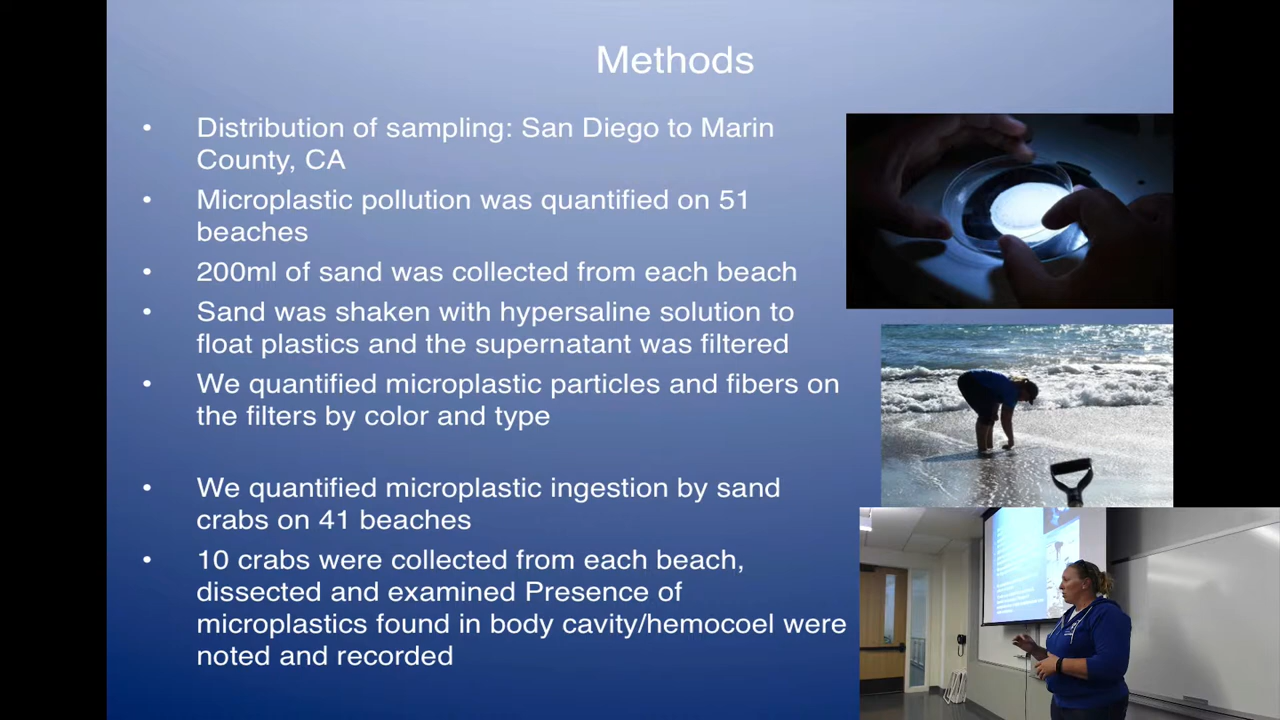 Methods
• Distribution of sampling: San Diego to Marin
County, CA
• Microplastic pollution was quantified on 51
beaches
• 200ml of sand was collected from each beach
• Sand was shaken with hypersaline solution to
float plastics and the supernatant was filtered
• We quantified microplastic particles and fibers on
the filters by color and type
• We quantified microplastic ingestion by sand
crabs on 41 beaches
• 10 crabs were collected from each beach,
dissected and examined Presence of
microplastics found in body cavity/hemocoel were
noted and recorded